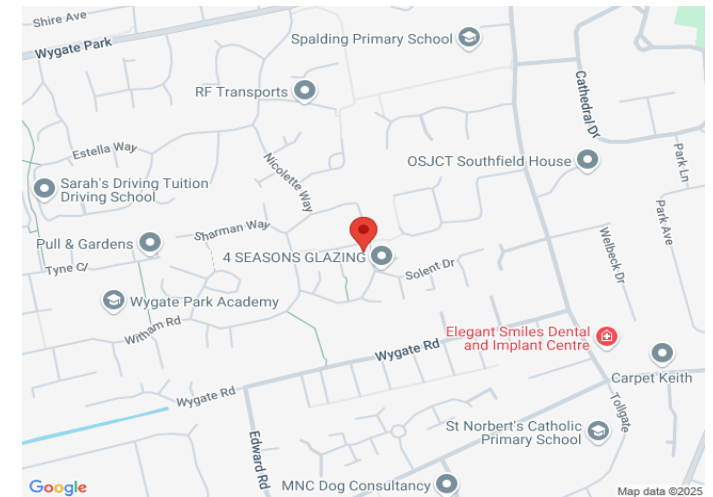 Shire Ave
Wygate Park
Spalding Primary School
RF Transports
Cathedral Dr
Estella Way
Nicolette Way
OSJCT Southfield House
Park Ln
Sarah's Driving Tuition
Driving School
Park Ave
Sharman Way
Pull & Gardens
Welbeck Dr
4 SEASONS GLAZING
Tyne Cl
Solent Dr
Wygate Park Academy
Witham Rd
Elegant Smiles Dental
and Implant Centre
Wygate Rd
Carpet Keith
Wygate Rd
Tollgate
St Norbert's Catholic
Primary School
Edward Rd
MNC Dog Consultancy
Google
Map data ©2025